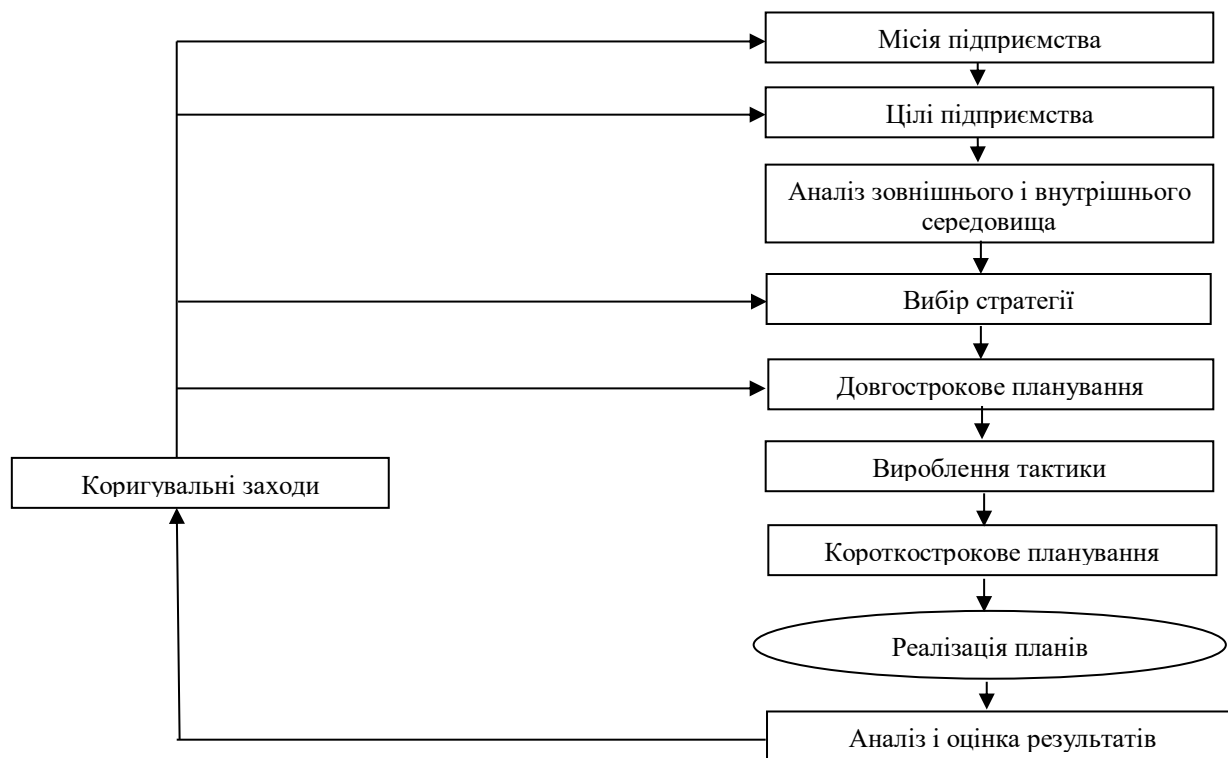 Місія підприємства
Цілі підприємства
Аналіз зовнішнього і внутрішнього
середовища
Вибір стратегії
Довгострокове планування
Вироблення тактики
Коригувальні заходи
Короткострокове планування
Реалізація планів
Аналіз і оцінка результатів